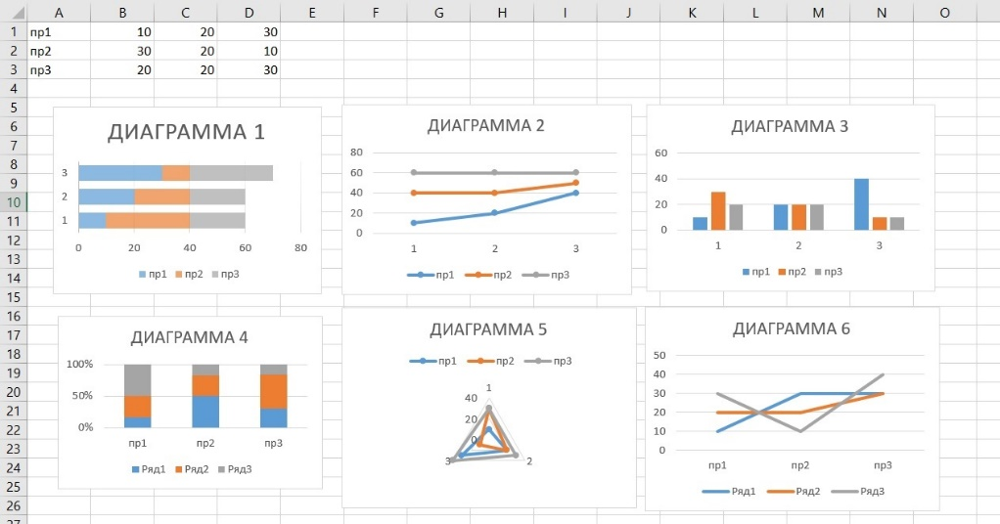 A B C D E F G H I J K L M N O
1 пр1 10 20 30
2 пр2 30 20 10
3 пр3 20 20 30
4
5
6
7
8
9
10
11
12
13
14
15
16
17
18
19
20
21
22
23
24
25
26
27
ДИАГРАММА 1
3
2
1
0 20 40 60 80
пр1 пр2 пр3
ДИАГРАММА 2
80
60
40
20
0
1 2 3
пр1 пр2 пр3
ДИАГРАММА 3
60
40
20
0
1 2 3
пр1 пр2 пр3
ДИАГРАММА 4
100%
50%
0%
пр1 пр2 пр3
Ряд1 Ряд2 Ряд3
ДИАГРАММА 5
пр1 пр2 пр3
1
40
20
0
3 2
ДИАГРАММА 6
50
40
30
20
10
0
пр1 пр2 пр3
Ряд1 Ряд2 Ряд3